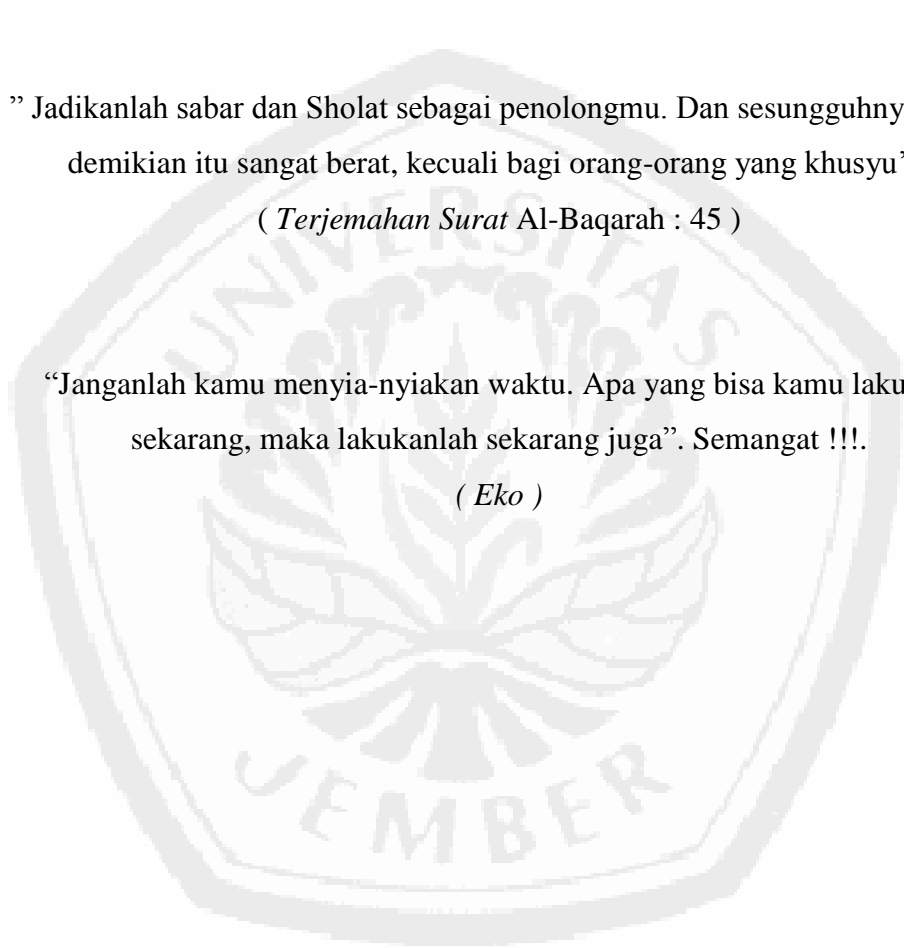 ” Jadikanlah sabar dan Sholat sebagai penolongmu. Dan sesungguhny
demikian itu sangat berat, kecuali bagi orang-orang yang khusyu’
( Terjemahan Surat Al-Baqarah : 45 )
“Janganlah kamu menyia-nyiakan waktu. Apa yang bisa kamu laku
sekarang, maka lakukanlah sekarang juga”. Semangat !!!.
( Eko )
UNIVERSITAS
JEMBER